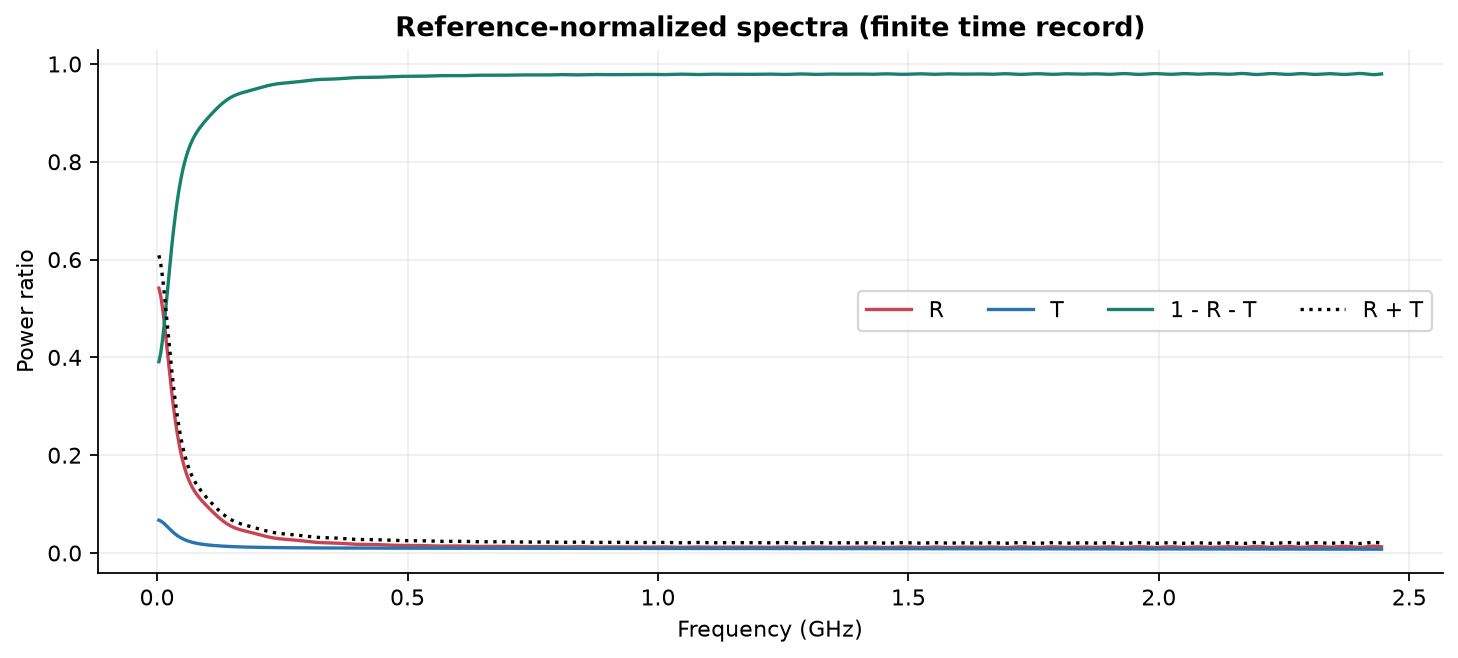 Reference-normalized spectra (finite time record)
Power ratio
1.0
0.8
0.6
0.4
0.2
0.0
R
T
1 - R - T
R + T
0.0
0.5
1.0
1.5
2.0
2.5
Frequency (GHz)